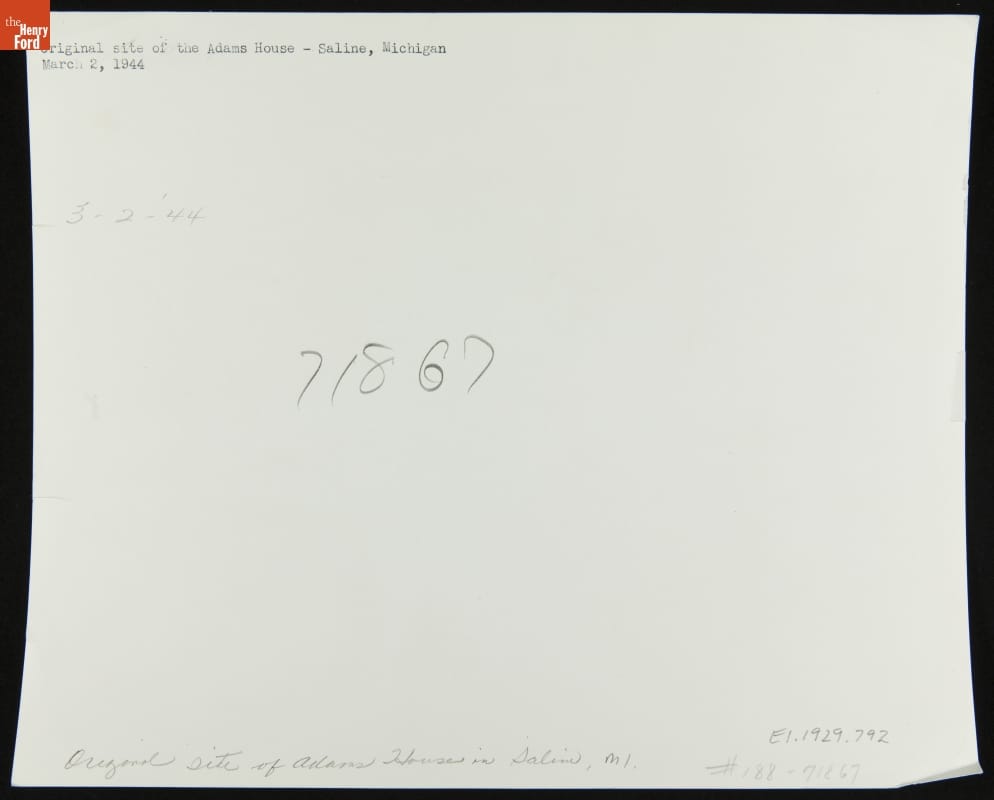 the
Henry
Ford
Original site of the Adams House - Saline, Michigan
March 2, 1944
3-2-'44
71867
E1.1929.792
Original site of Adams House in Saline, MI.
#188-71867